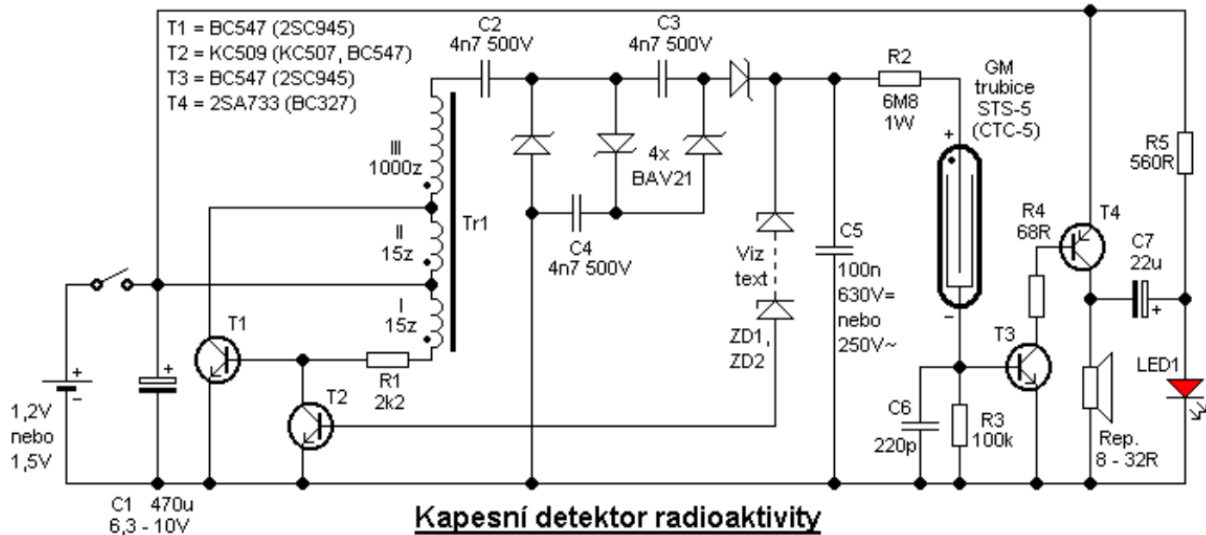 T1 = BC547 (2SC945)
T2 = KC509 (KC507, BC547)
T3 = BC547 (2SC945)
T4 = 2SA733 (BC327)
C2
4n7 500V
C3
4n7 500V
R2
6M8
1W
GM
trubice
STS-5
(CTC-5)
III
1000z
4x
BAV21
R5
560R
Tr1
II
15z
C4
4n7 500V
R4
68R
T4
C7
22u
+
Viz
text
C5
100n
630V=
nebo
250V~
I
15z
T1
R1
2k2
ZD1,
ZD2
T3
LED1
+
-
1,2V
nebo
1,5V
+
T2
C6
220p
R3
100k
Rep.
8 - 32R
+
-
C1 470u
6,3 - 10V
Kapesní detektor radioaktivity